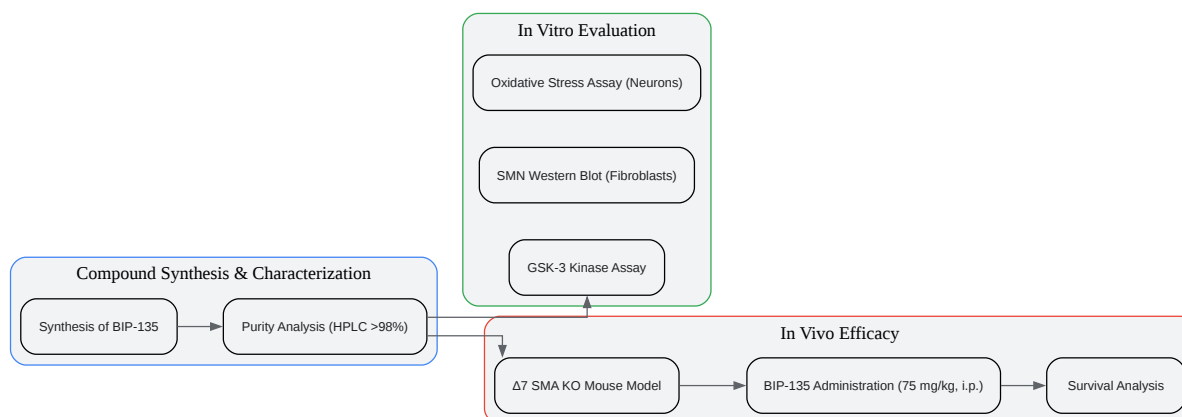 In Vitro Evaluation
Oxidative Stress Assay (Neurons)
SMN Western Blot (Fibroblasts)
GSK-3 Kinase Assay
Compound Synthesis & Characterization
Synthesis of BIP-135
Purity Analysis (HPLC >98%)
In Vivo Efficacy
Δ7 SMA KO Mouse Model
BIP-135 Administration (75 mg/kg, i.p.)
Survival Analysis